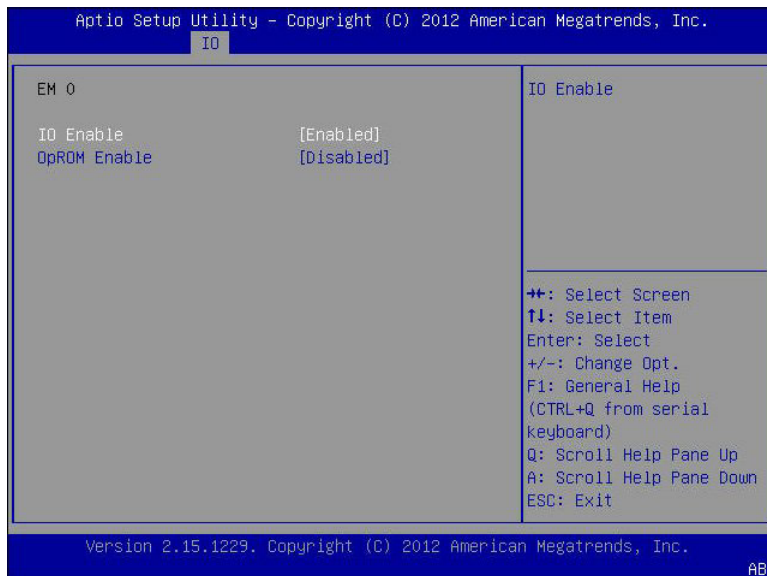 Aptio Setup Utility – Copyright (C) 2012 American Megatrends, Inc.
IO
EM 0
IO Enable [Enabled]
OpROM Enable [Disabled]
IO Enable
→←: Select Screen
↑↓: Select Item
Enter: Select
+/-: Change Opt.
F1: General Help
(CTRL+Q from serial
keyboard)
Q: Scroll Help Pane Up
A: Scroll Help Pane Down
ESC: Exit
Version 2.15.1229. Copyright (C) 2012 American Megatrends, Inc.
AB